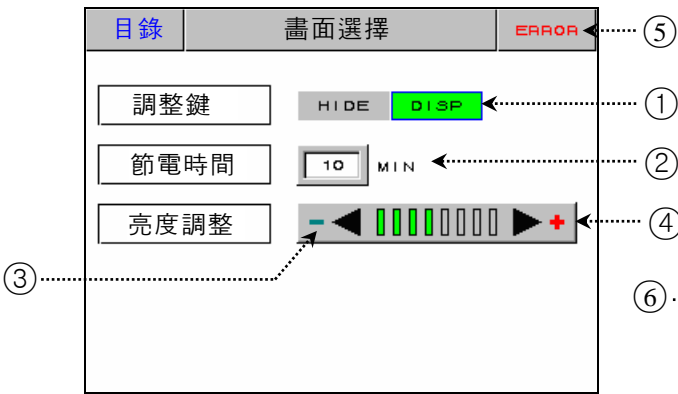 目錄 畫面選擇 ERROR ⑤
調整鍵 HIDE DISP ①
節電時間 10 MIN ②
亮度調整 - + ④
③
⑥